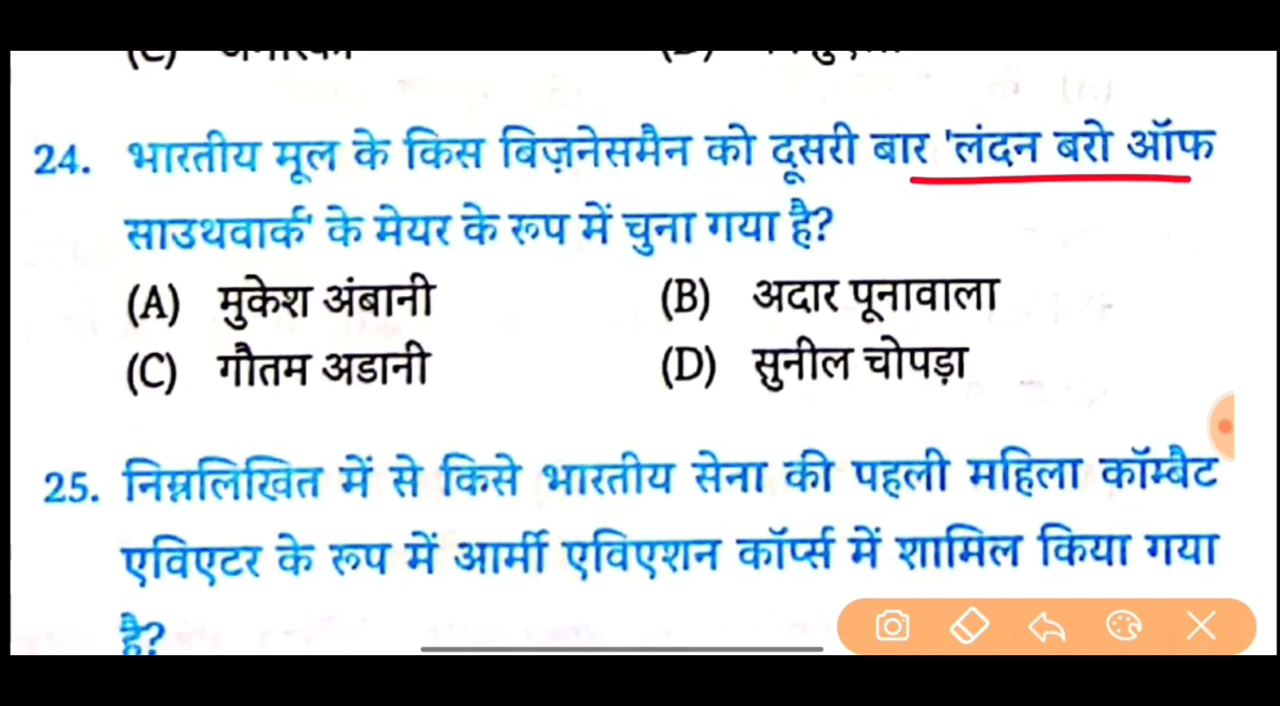 24. भारतीय मूल के किस बिज़नेसमैन को दूसरी बार 'लंदन बरो ऑफ
साउथवार्क' के मेयर के रूप में चुना गया है?
(A) मुकेश अंबानी (B) अदार पूनावाला
(C) गौतम अडानी (D) सुनील चोपड़ा
25. निम्नलिखित में से किसे भारतीय सेना की पहली महिला कॉम्बैट
एविएटर के रूप में आर्मी एविएशन कॉर्प्स में शामिल किया गया
है?